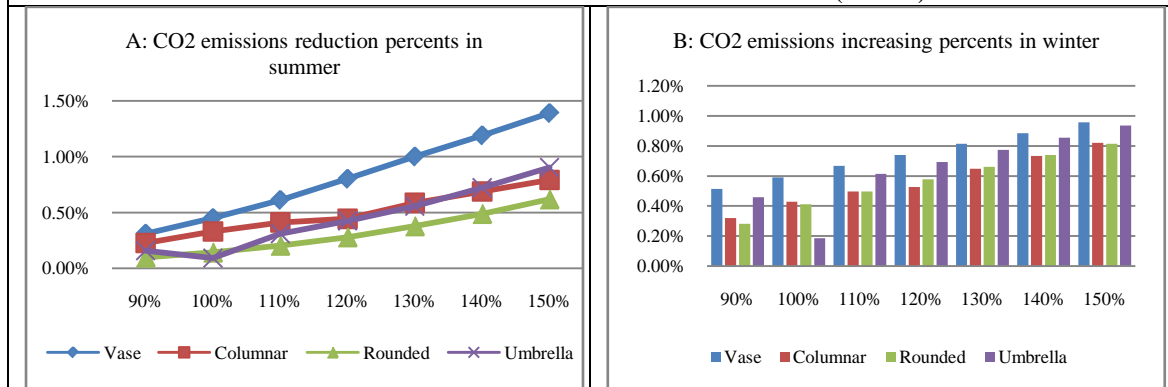 A: CO2 emissions reduction percents in
summer
1.50%
1.00%
0.50%
0.00%
90% 100% 110% 120% 130% 140% 150%
Vase Columnar Rounded Umbrella
B: CO2 emissions increasing percents in winter
1.20%
1.00%
0.80%
0.60%
0.40%
0.20%
0.00%
90% 100% 110% 120% 130% 140% 150%
Vase Columnar Rounded Umbrella